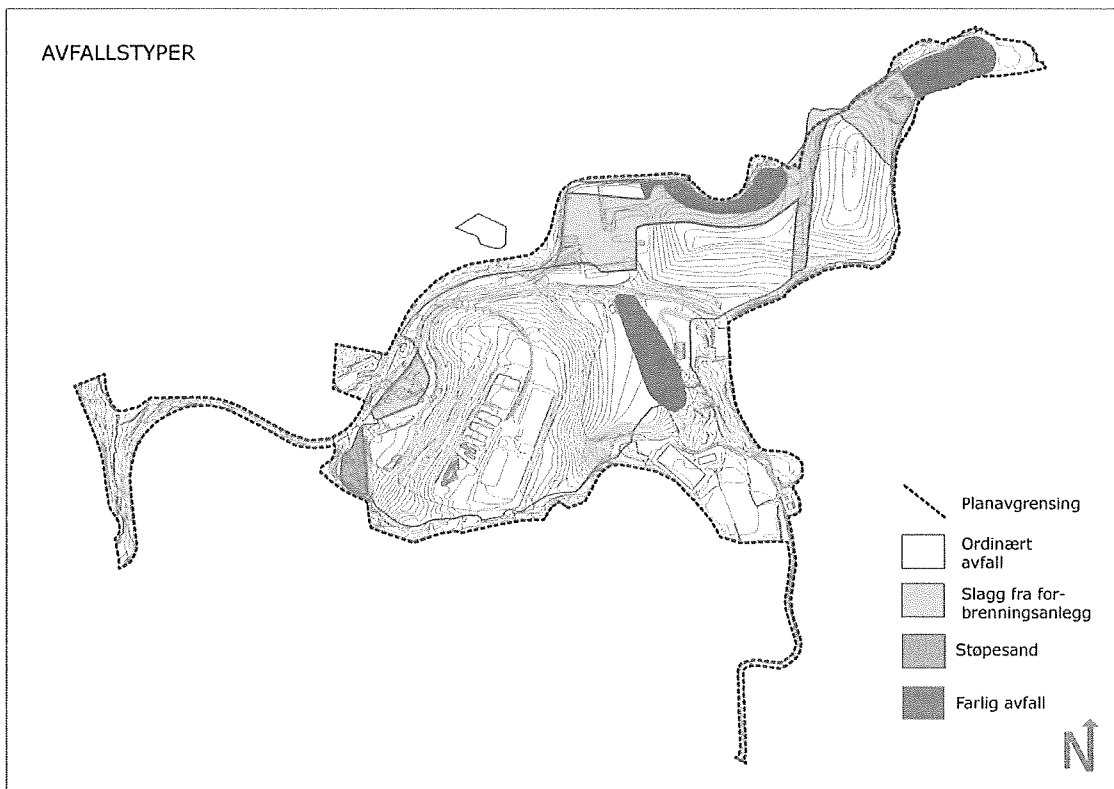 AVFALLSTYPER
Planavgrensing
Ordinært
avfall
Slagg fra for-
brenningsanlegg
Støpesand
Farlig avfall
N